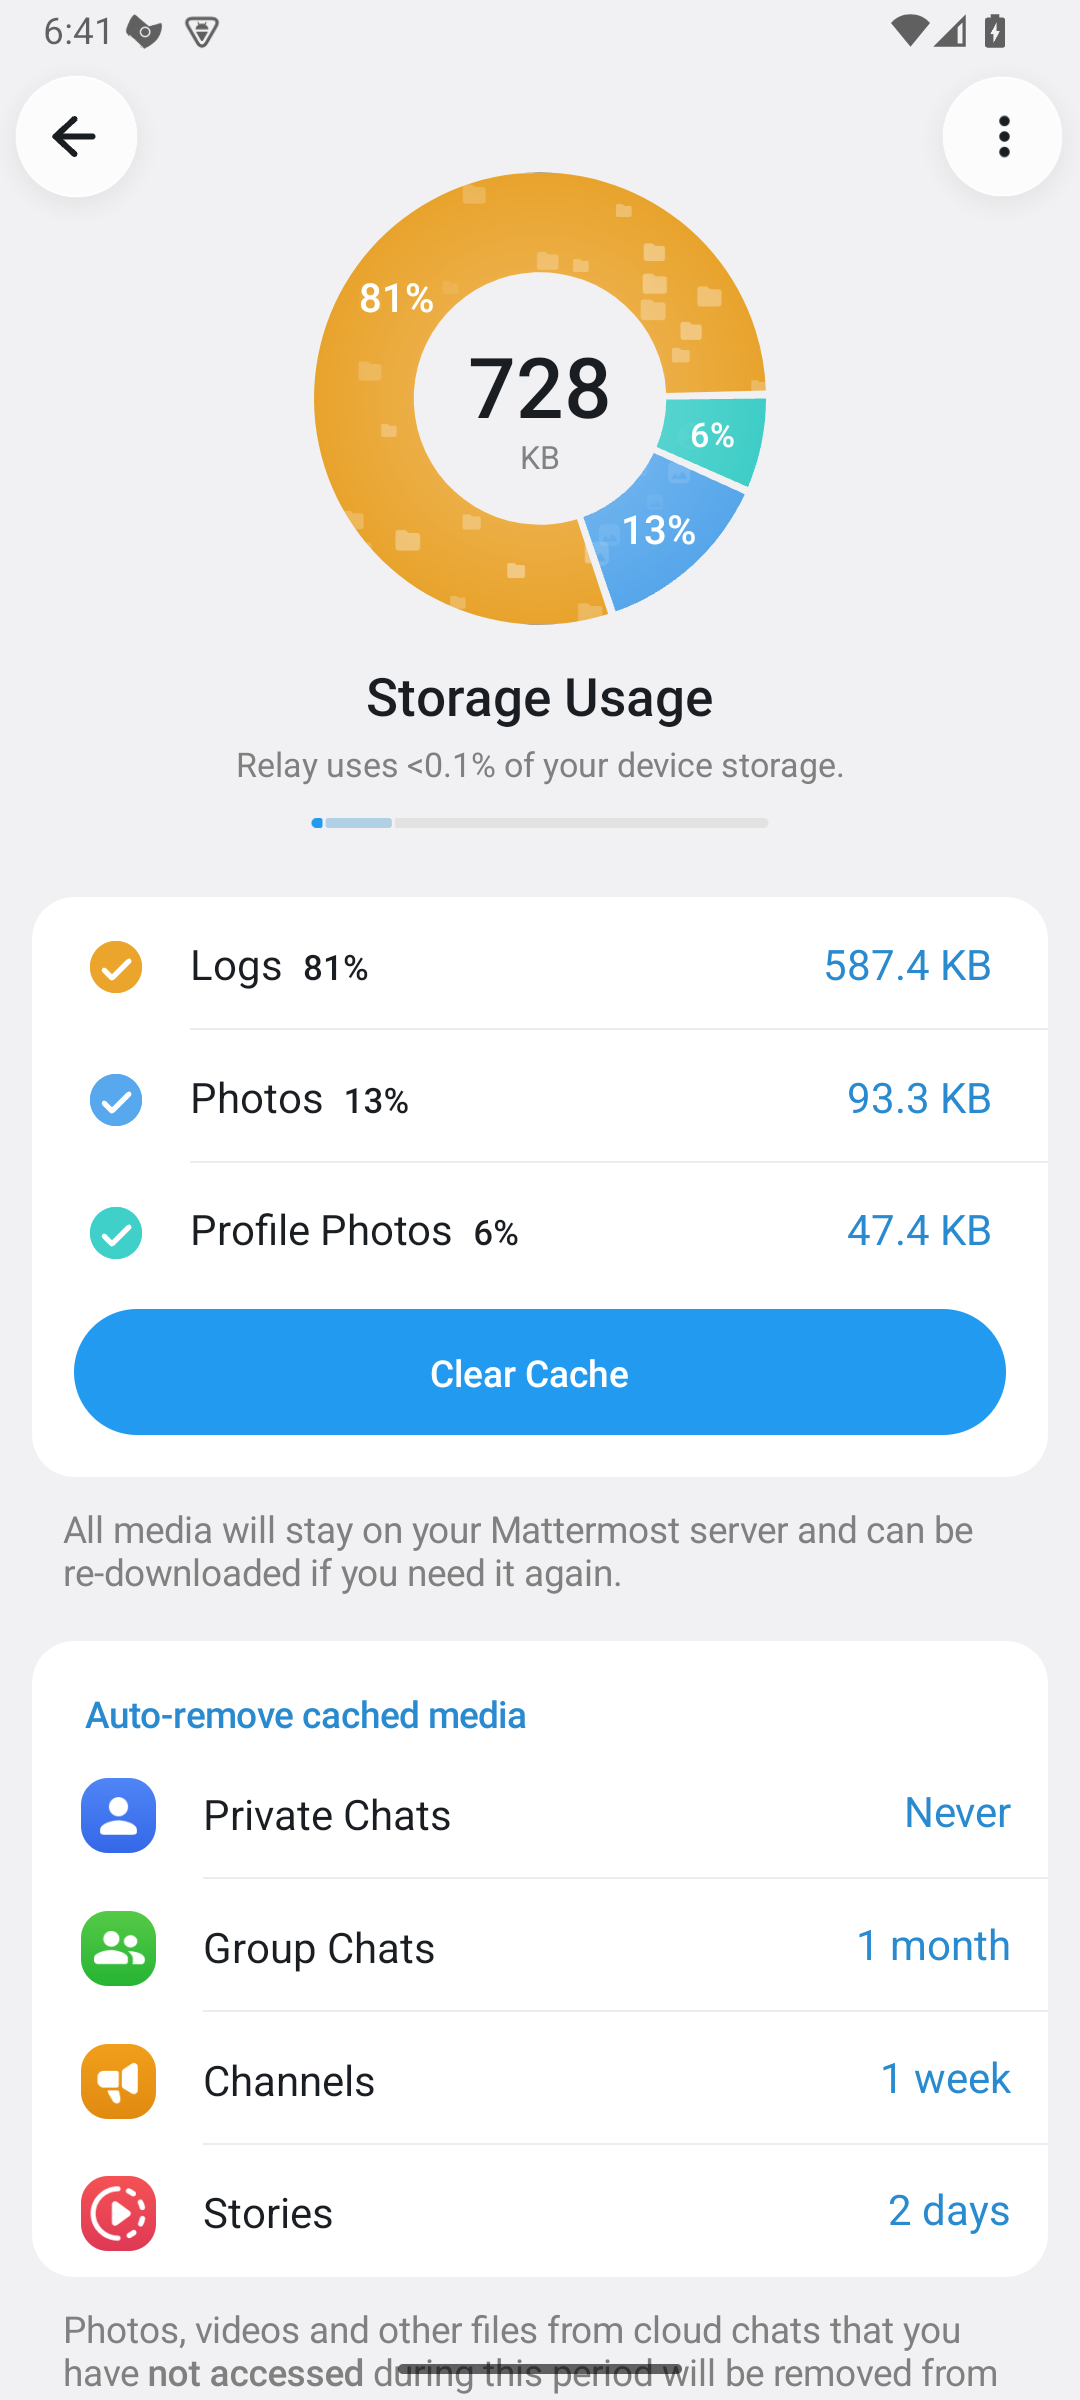 6:41
81%
728
KB
6%
13%
Storage Usage
Relay uses <0.1% of your device storage.
Logs 81% 587.4 KB
Photos 13% 93.3 KB
Profile Photos 6% 47.4 KB
Clear Cache
All media will stay on your Mattermost server and can be
re-downloaded if you need it again.
Auto-remove cached media
Private Chats Never
Group Chats 1 month
Channels 1 week
Stories 2 days
Photos, videos and other files from cloud chats that you
have not accessed during this period will be removed from